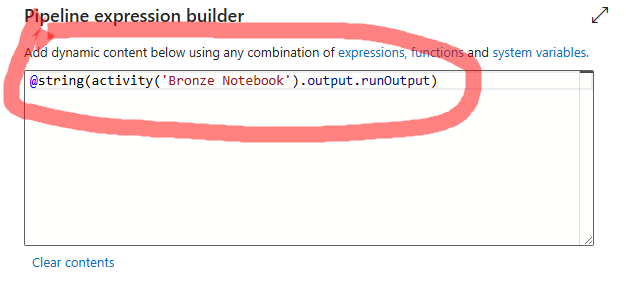 Pipeline expression builder
Add dynamic content below using any combination of expressions, functions and system variables.
@string(activity('Bronze Notebook').output.runOutput)
Clear contents